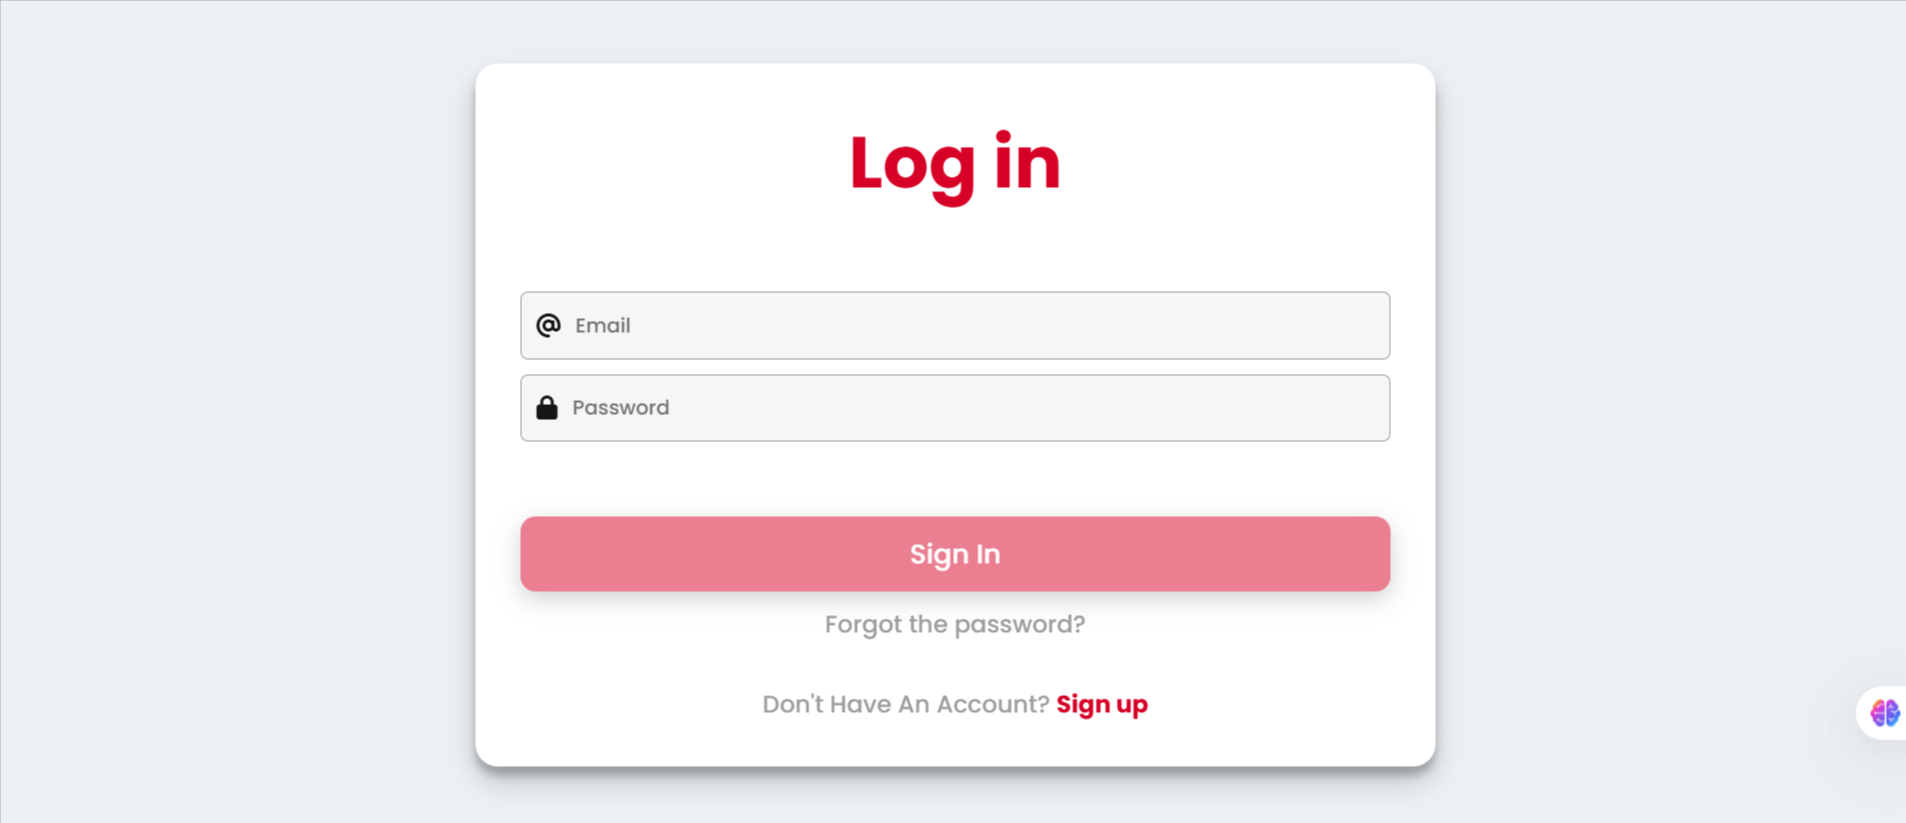 Log in
Email
Password
Sign In
Forgot the password?
Don't Have An Account? Sign up